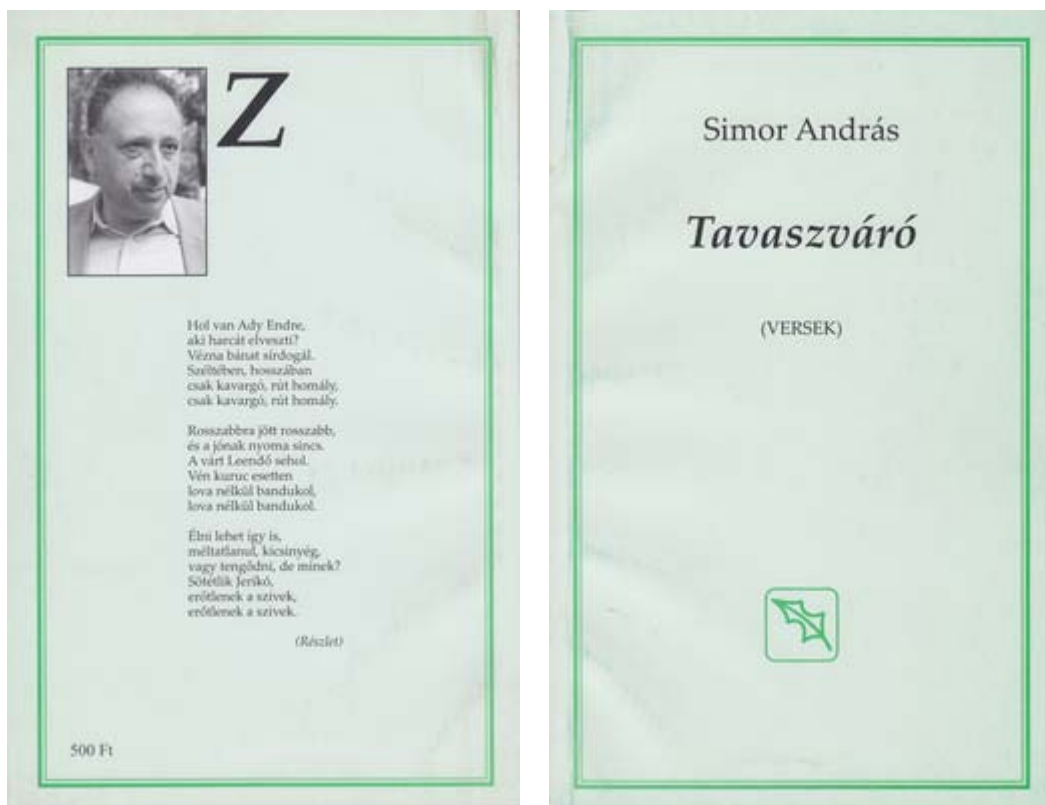 Z
Hol van Ady Endre,
aki harcát elveszti?
Vézna bánat sírdogál.
Széltében, hosszában
csak kavargó, rút homály,
csak kavargó, rút homály.
Rosszabbra jött rosszabb,
és a jónak nyoma sincs.
A várt Leendő sehol.
Vén kuruc esetten
lova nélkül bandukol,
lova nélkül bandukol.
Élni lehet így is,
méltatlanul, kicsinyég,
vagy tengődni, de minek?
Sötétlik Jerikó,
erőtlenek a szívek,
erőtlenek a szívek.
(Részlet)
500 Ft
Simor András
Tavaszváró
(VERSEK)